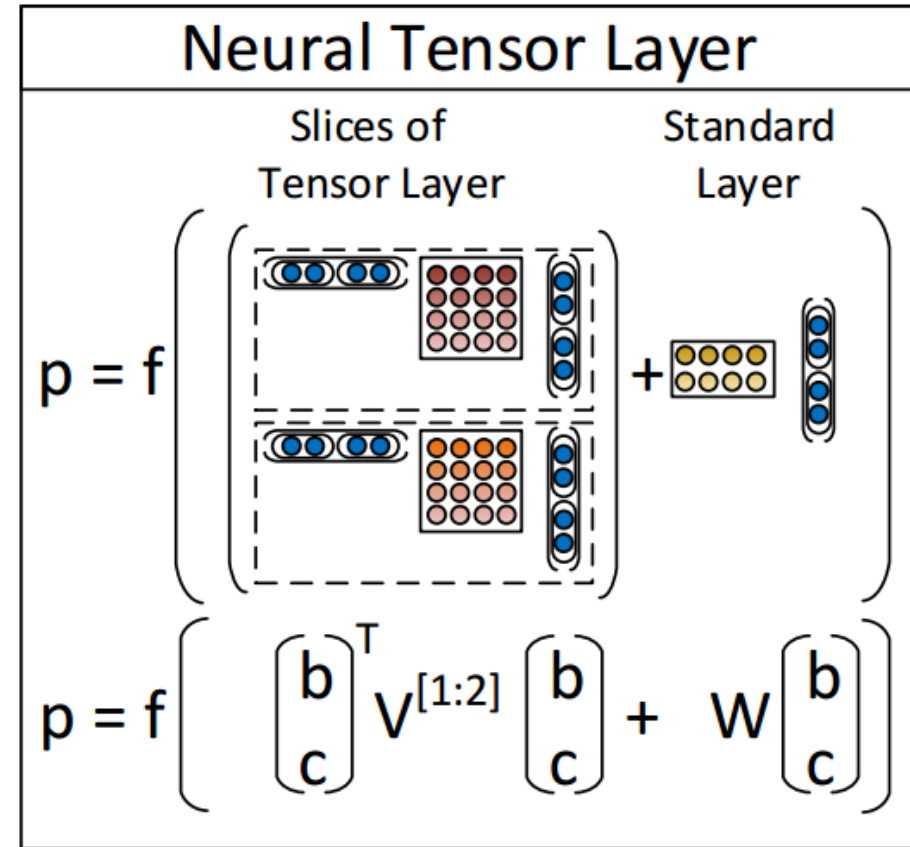 Neural Tensor Layer
Slices of Standard
Tensor Layer Layer
p = f +
p = f ( [b c]^T V^[1:2] [b c] + W [b c] )